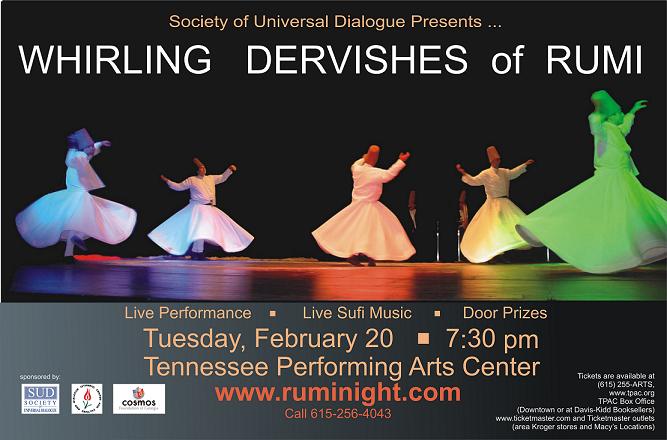 Society of Universal Dialogue Presents ...
WHIRLING DERVISHES of RUMI
Live Performance ▪ Live Sufi Music ▪ Door Prizes
Tuesday, February 20 ▪ 7:30 pm
Tennessee Performing Arts Center
www.ruminight.com
Call 615-256-4043
sponsored by:
SUD
SOCIETY
UNIVERSAL DIALOGUE
cosmos
Foundation of Georgia
Tickets are available at
(615) 255-ARTS,
www.tpac.org
TPAC Box Office
(Downtown or at Davis-Kidd Booksellers)
www.ticketmaster.com and Ticketmaster outlets
(area Kroger stores and Macy's Locations)